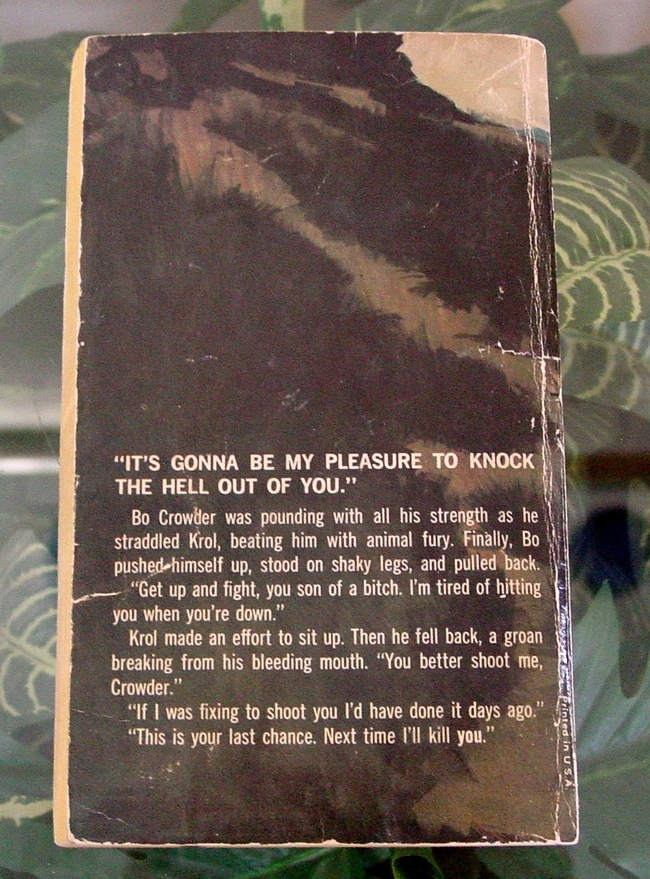 “IT’S GONNA BE MY PLEASURE TO KNOCK
THE HELL OUT OF YOU.”
Bo Crowder was pounding with all his strength as he
straddled Krol, beating him with animal fury. Finally, Bo
pushed himself up, stood on shaky legs, and pulled back.
“Get up and fight, you son of a bitch. I’m tired of hitting
you when you’re down.”
Krol made an effort to sit up. Then he fell back, a groan
breaking from his bleeding mouth. “You better shoot me,
Crowder.”
“If I was fixing to shoot you I’d have done it days ago.”
“This is your last chance. Next time I’ll kill you.”
Printed in U.S.A.